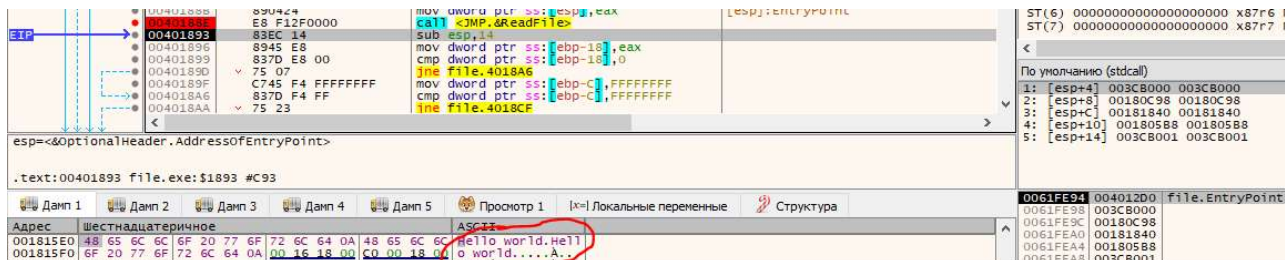 00401888 890424 mov dword ptr ss:[esp],eax [esp]:EntryPoint
0040188E E8 F12F0000 call <JMP.&ReadFile>
EIP 00401893 83EC 14 sub esp,14
00401896 8945 E8 mov dword ptr ss:[ebp-18],eax
00401899 837D E8 00 cmp dword ptr ss:[ebp-18],0
0040189D 75 07 jne file.4018A6
0040189F C745 F4 FFFFFFFF mov dword ptr ss:[ebp-C],FFFFFFFF
004018A6 837D F4 FF cmp dword ptr ss:[ebp-C],FFFFFFFF
004018AA 75 23 jne file.4018CF
esp=<&OptionalHeader.AddressOfEntryPoint>
.text:00401893 file.exe:$1893 #C93
ST(6) 00000000000000000000 x87r6
ST(7) 00000000000000000000 x87r7
По умолчанию (stdcall)
1: [esp+4] 003CB000 003CB000
2: [esp+8] 00180C98 00180C98
3: [esp+C] 00181840 00181840
4: [esp+10] 001805B8 001805B8
5: [esp+14] 003CB001 003CB001
Дамп 1 Дамп 2 Дамп 3 Дамп 4 Дамп 5 Просмотр 1 [x=] Локальные переменные Структура
Адрес Шестнадцатеричное ASCII
001815E0 48 65 6C 6C 6F 20 77 6F 72 6C 64 0A 48 65 6C 6C Hello world.Hell
001815F0 6F 20 77 6F 72 6C 64 0A 00 16 18 00 C0 00 18 00 o world.....À...
0061FE94 004012D0 file.EntryPoint
0061FE98 003CB000
0061FE9C 00180C98
0061FEA0 00181840
0061FEA4 001805B8
0061FEA8 003CB001